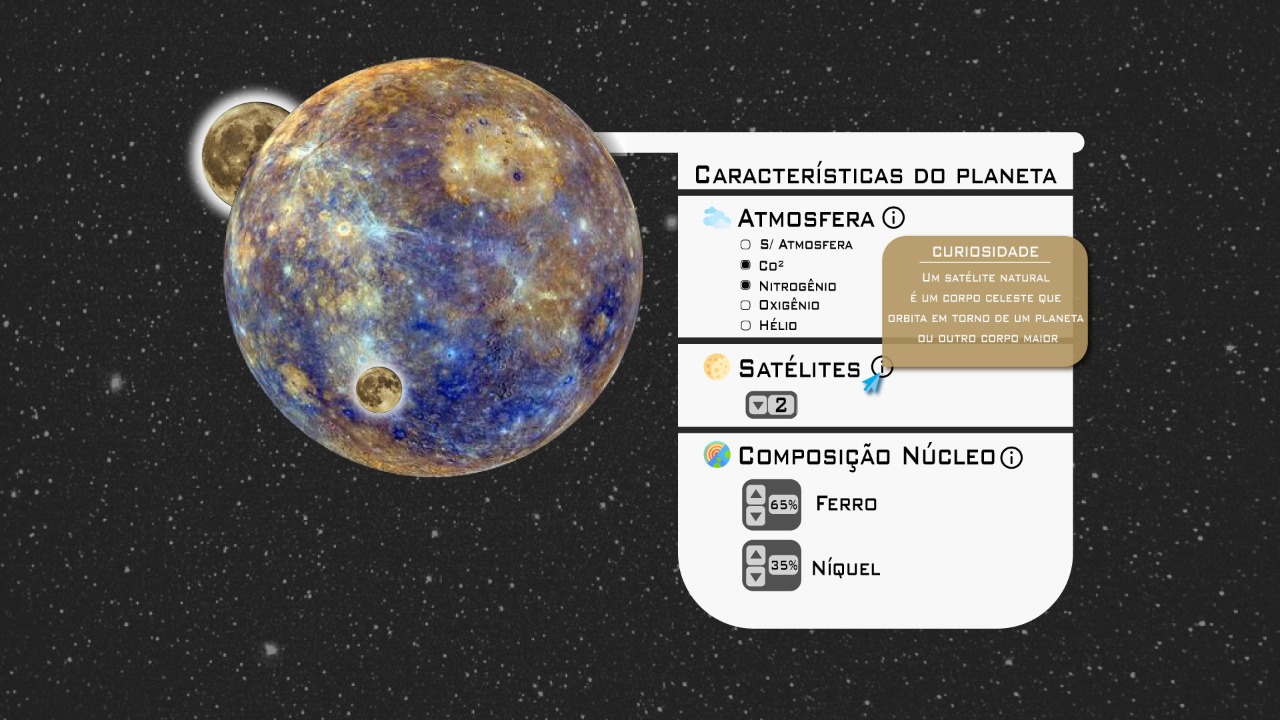 Características do planeta
Atmosfera
S/ Atmosfera
Co²
Nitrogênio
Oxigênio
Hélio
CURIOSIDADE
Um satélite natural
é um corpo celeste que
orbita em torno de um planeta
ou outro corpo maior
Satélites
2
Composição Núcleo
65% Ferro
35% Níquel